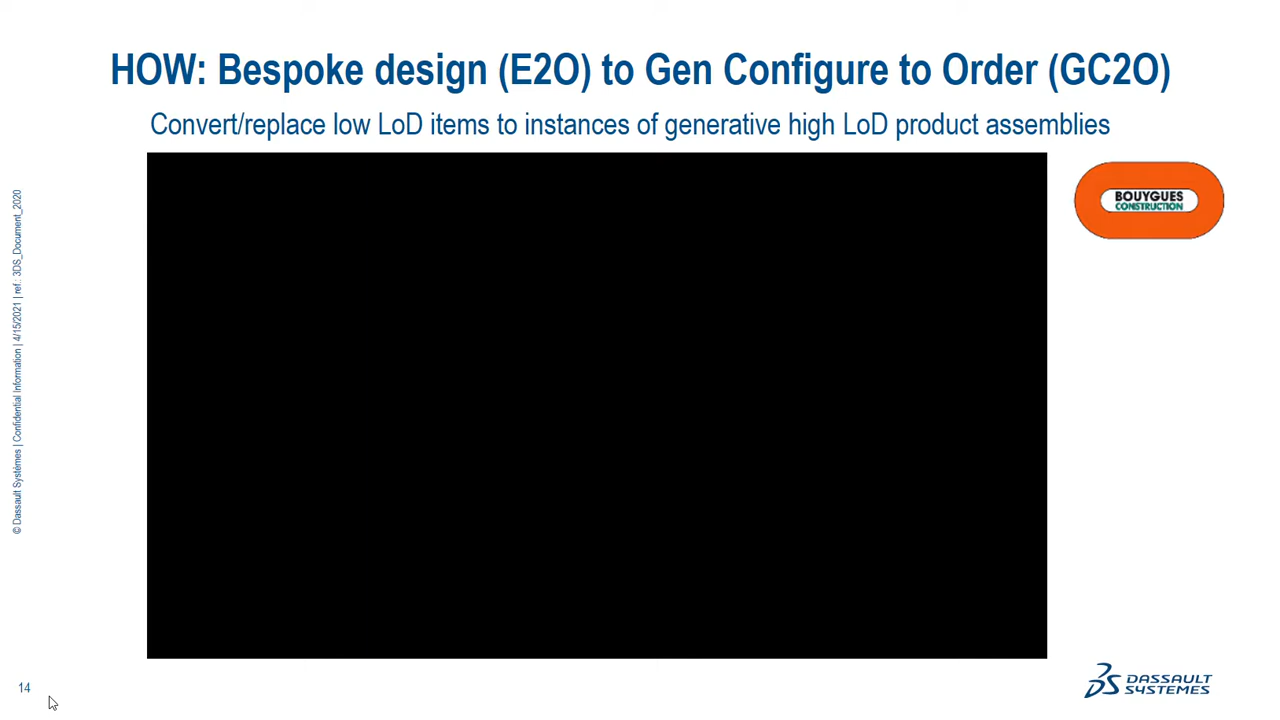 HOW: Bespoke design (E2O) to Gen Configure to Order (GC2O)
Convert/replace low LoD items to instances of generative high LoD product assemblies
BOUYGUES
CONSTRUCTION
© Dassault Systèmes | Confidential Information | 4/15/2021 | ref.: 3DS_Document_2020
14
DASSAULT
SYSTEMES